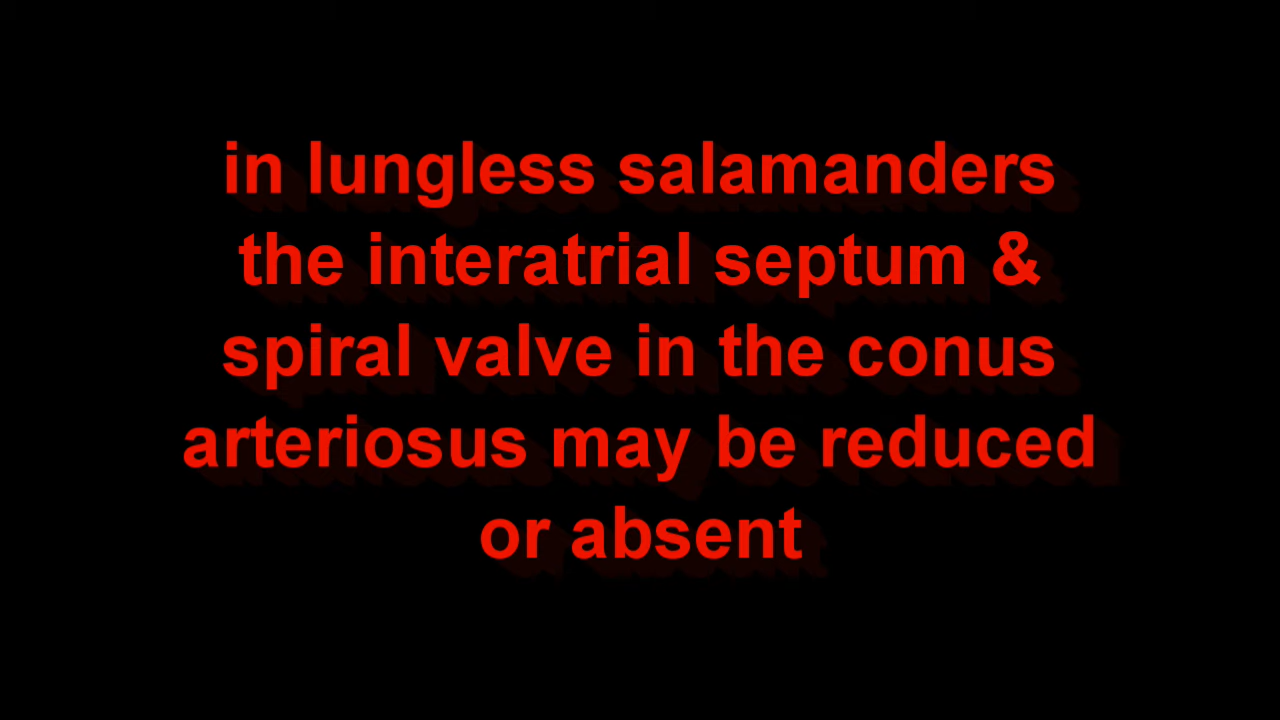 in lungless salamanders
the interatrial septum &
spiral valve in the conus
arteriosus may be reduced
or absent